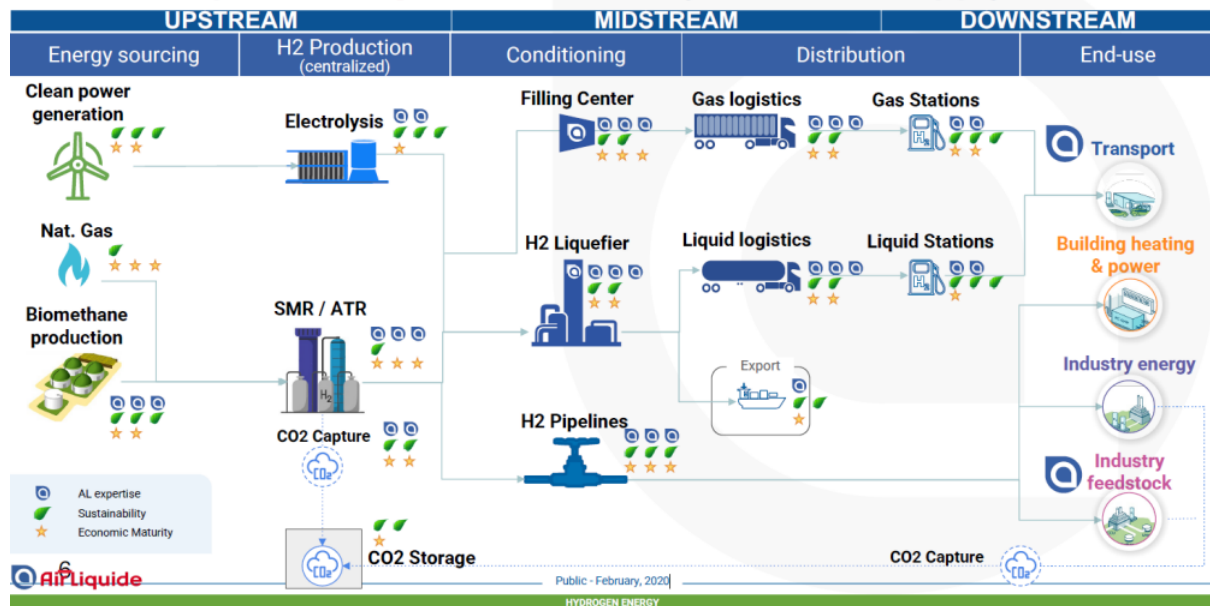 UPSTREAM
MIDSTREAM
DOWNSTREAM
Energy sourcing
H2 Production
(centralized)
Conditioning
Distribution
End-use
Clean power
generation
Electrolysis
Filling Center
Gas logistics
Gas Stations
Transport
Nat. Gas
H2 Liquefier
Liquid logistics
Liquid Stations
Building heating
& power
Biomethane
production
SMR / ATR
H2
Export
Industry energy
CO2 Capture
CO2
H2 Pipelines
Industry
feedstock
AL expertise
Sustainability
Economic Maturity
CO2
CO2 Storage
CO2 Capture
CO2
6
Air Liquide
Public - February, 2020
HYDROGEN ENERGY